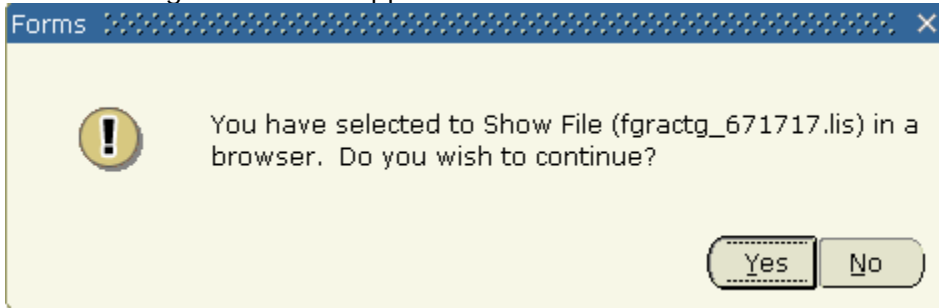 Forms
You have selected to Show File (fgractg_671717.lis) in a
browser. Do you wish to continue?
Yes No